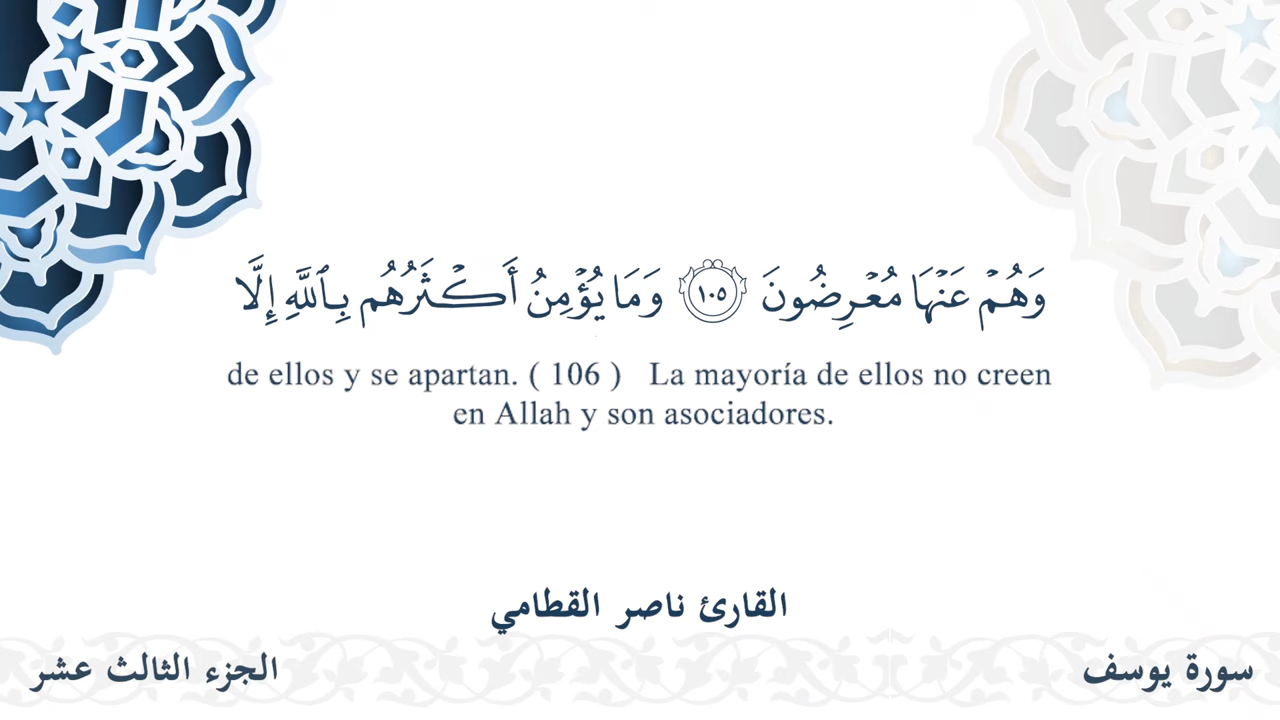 وَهُمۡ عَنۡهَا مُعۡرِضُونَ ١٠٥ وَمَا يُؤۡمِنُ أَكۡثَرُهُم بِٱللَّهِ إِلَّا
de ellos y se apartan. ( 106 ) La mayoría de ellos no creen
en Allah y son asociadores.
القارئ ناصر القطامي
سورة يوسف
الجزء الثالث عشر